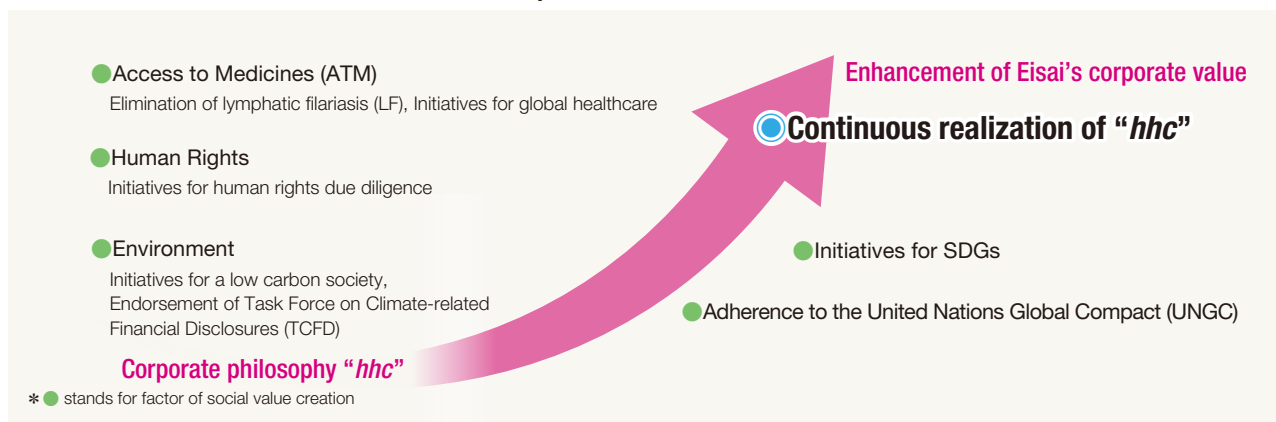 Access to Medicines (ATM)
Elimination of lymphatic filariasis (LF), Initiatives for global healthcare
Human Rights
Initiatives for human rights due diligence
Environment
Initiatives for a low carbon society,
Endorsement of Task Force on Climate-related
Financial Disclosures (TCFD)
Corporate philosophy “hhc”
Enhancement of Eisai’s corporate value
Continuous realization of “hhc”
Initiatives for SDGs
Adherence to the United Nations Global Compact (UNGC)
* ● stands for factor of social value creation